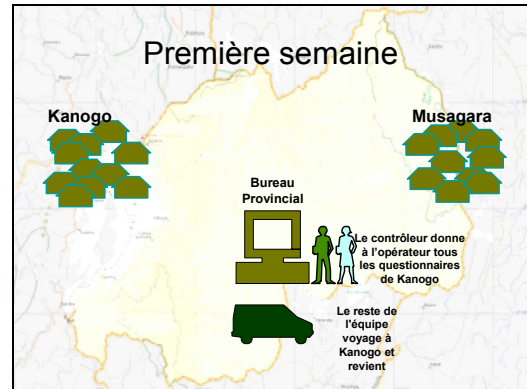 Première semaine
Kanogo
Musagara
Bureau
Provincial
Le contrôleur donne
à l'opérateur tous
les questionnaires
de Kanogo
Le reste de
l'équipe
voyage à
Kanogo et
revient